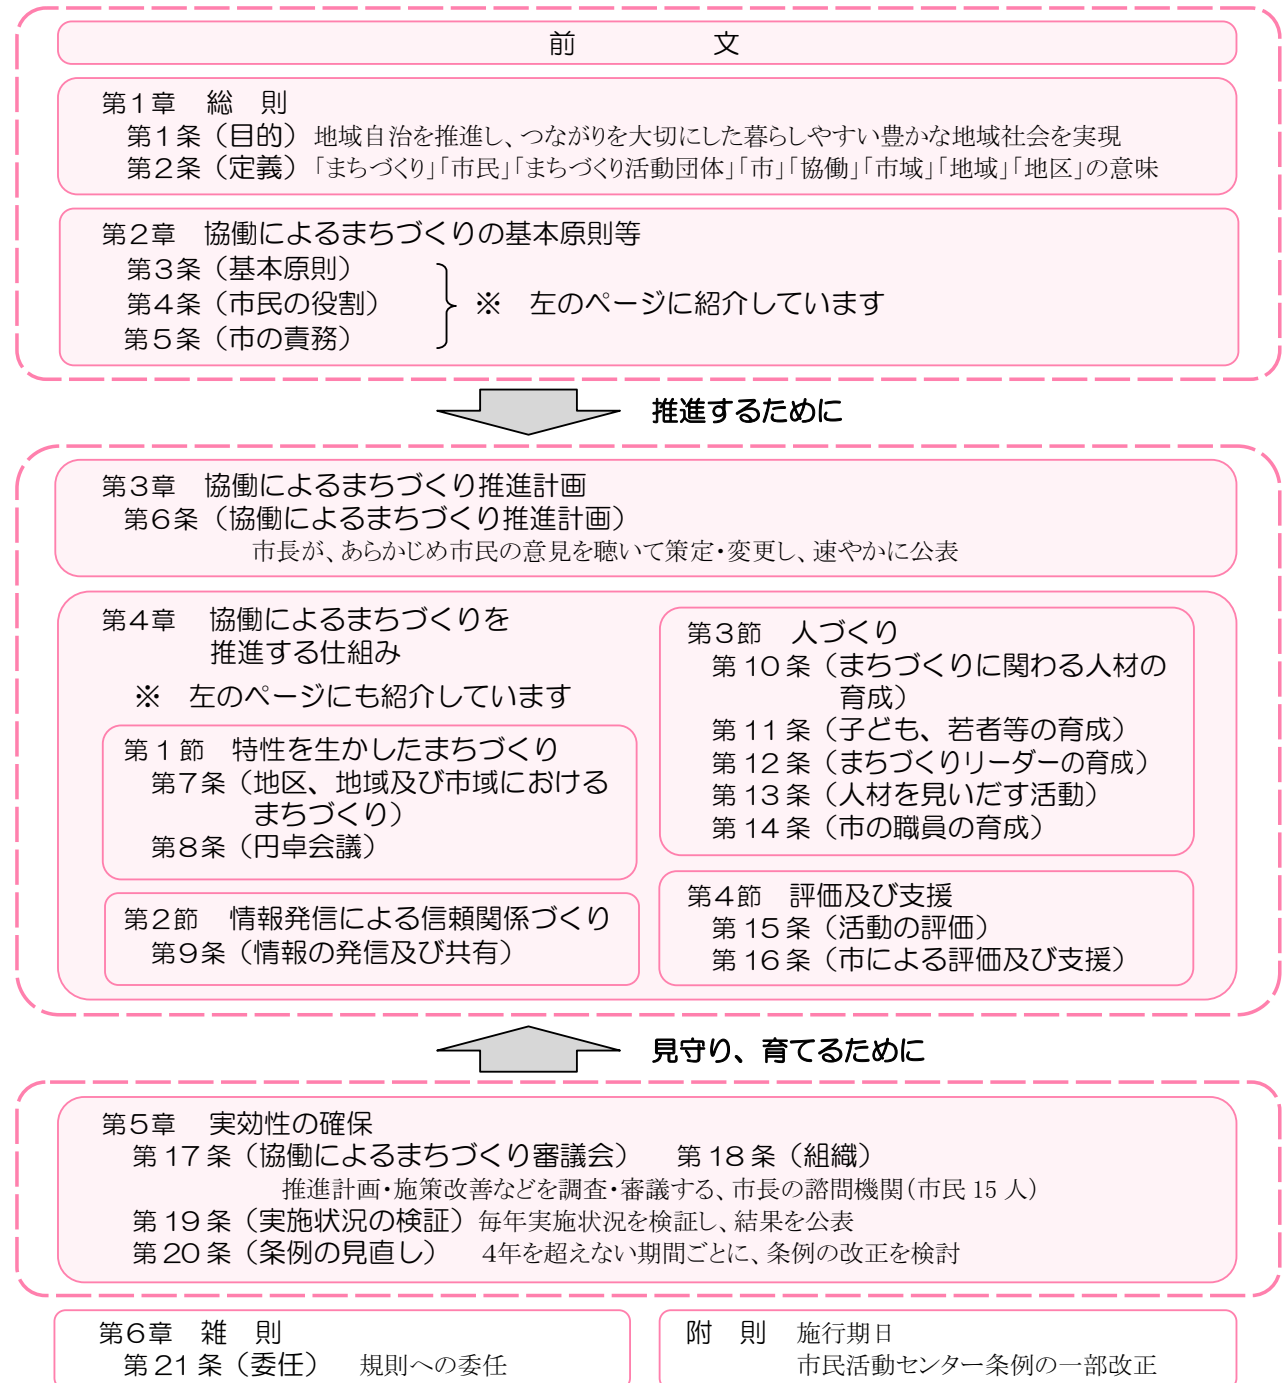 前　文
第1章　総　則
第1条（目的）地域自治を推進し、つながりを大切にした暮らしやすい豊かな地域社会を実現
第2条（定義）「まちづくり」「市民」「まちづくり活動団体」「市」「協働」「市域」「地域」「地区」の意味
第2章　協働によるまちづくりの基本原則等
第3条（基本原則）
第4条（市民の役割）
※　左のページに紹介しています
第5条（市の責務）
推進するために
第3章　協働によるまちづくり推進計画
第6条（協働によるまちづくり推進計画）
市長が、あらかじめ市民の意見を聴いて策定・変更し、速やかに公表
第4章　協働によるまちづくりを
推進する仕組み
※　左のページにも紹介しています
第1節　特性を生かしたまちづくり
第7条（地区、地域及び市域における
まちづくり）
第8条（円卓会議）
第2節　情報発信による信頼関係づくり
第9条（情報の発信及び共有）
第3節　人づくり
第10条（まちづくりに関わる人材の
育成）
第11条（子ども、若者等の育成）
第12条（まちづくりリーダーの育成）
第13条（人材を見いだす活動）
第14条（市の職員の育成）
第4節　評価及び支援
第15条（活動の評価）
第16条（市による評価及び支援）
見守り、育てるために
第5章　実効性の確保
第17条（協働によるまちづくり審議会）　第18条（組織）
推進計画・施策改善などを調査・審議する、市長の諮問機関（市民15人）
第19条（実施状況の検証）毎年実施状況を検証し、結果を公表
第20条（条例の見直し）　4年を超えない期間ごとに、条例の改正を検討
第6章　雑　則
第21条（委任）　規則への委任
附　則　施行期日
市民活動センター条例の一部改正